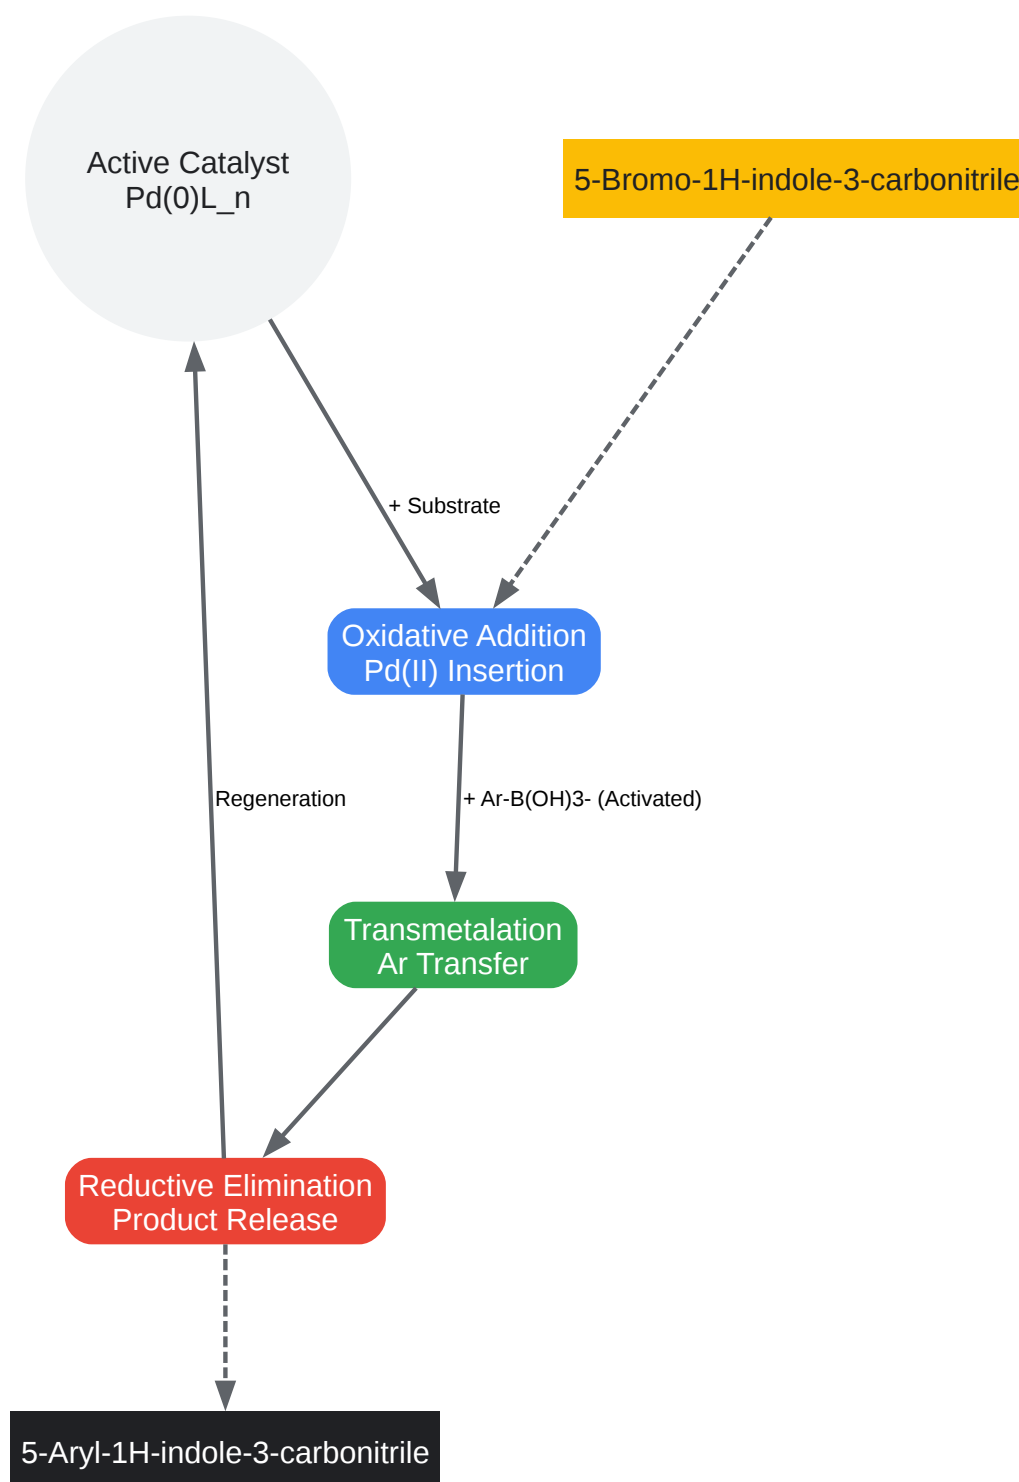 Active Catalyst
Pd(0)L_n
5-Bromo-1H-indole-3-carbonitrile
+ Substrate
Oxidative Addition
Pd(II) Insertion
Regeneration
+ Ar-B(OH)3- (Activated)
Transmetalation
Ar Transfer
Reductive Elimination
Product Release
5-Aryl-1H-indole-3-carbonitrile